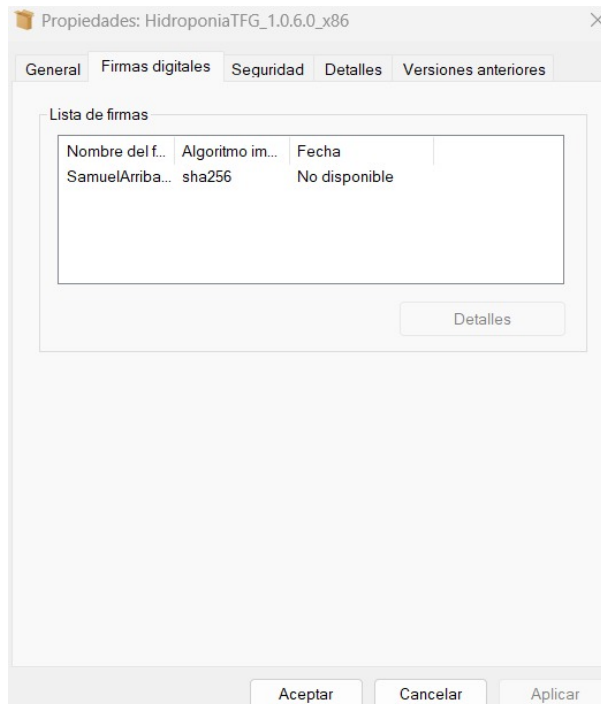 Propiedades: HidroponiaTFG_1.0.6.0_x86
General Firmas digitales Seguridad Detalles Versiones anteriores
Lista de firmas
Nombre del f... Algoritmo im... Fecha
SamuelArriba... sha256 No disponible
Detalles
Aceptar Cancelar Aplicar